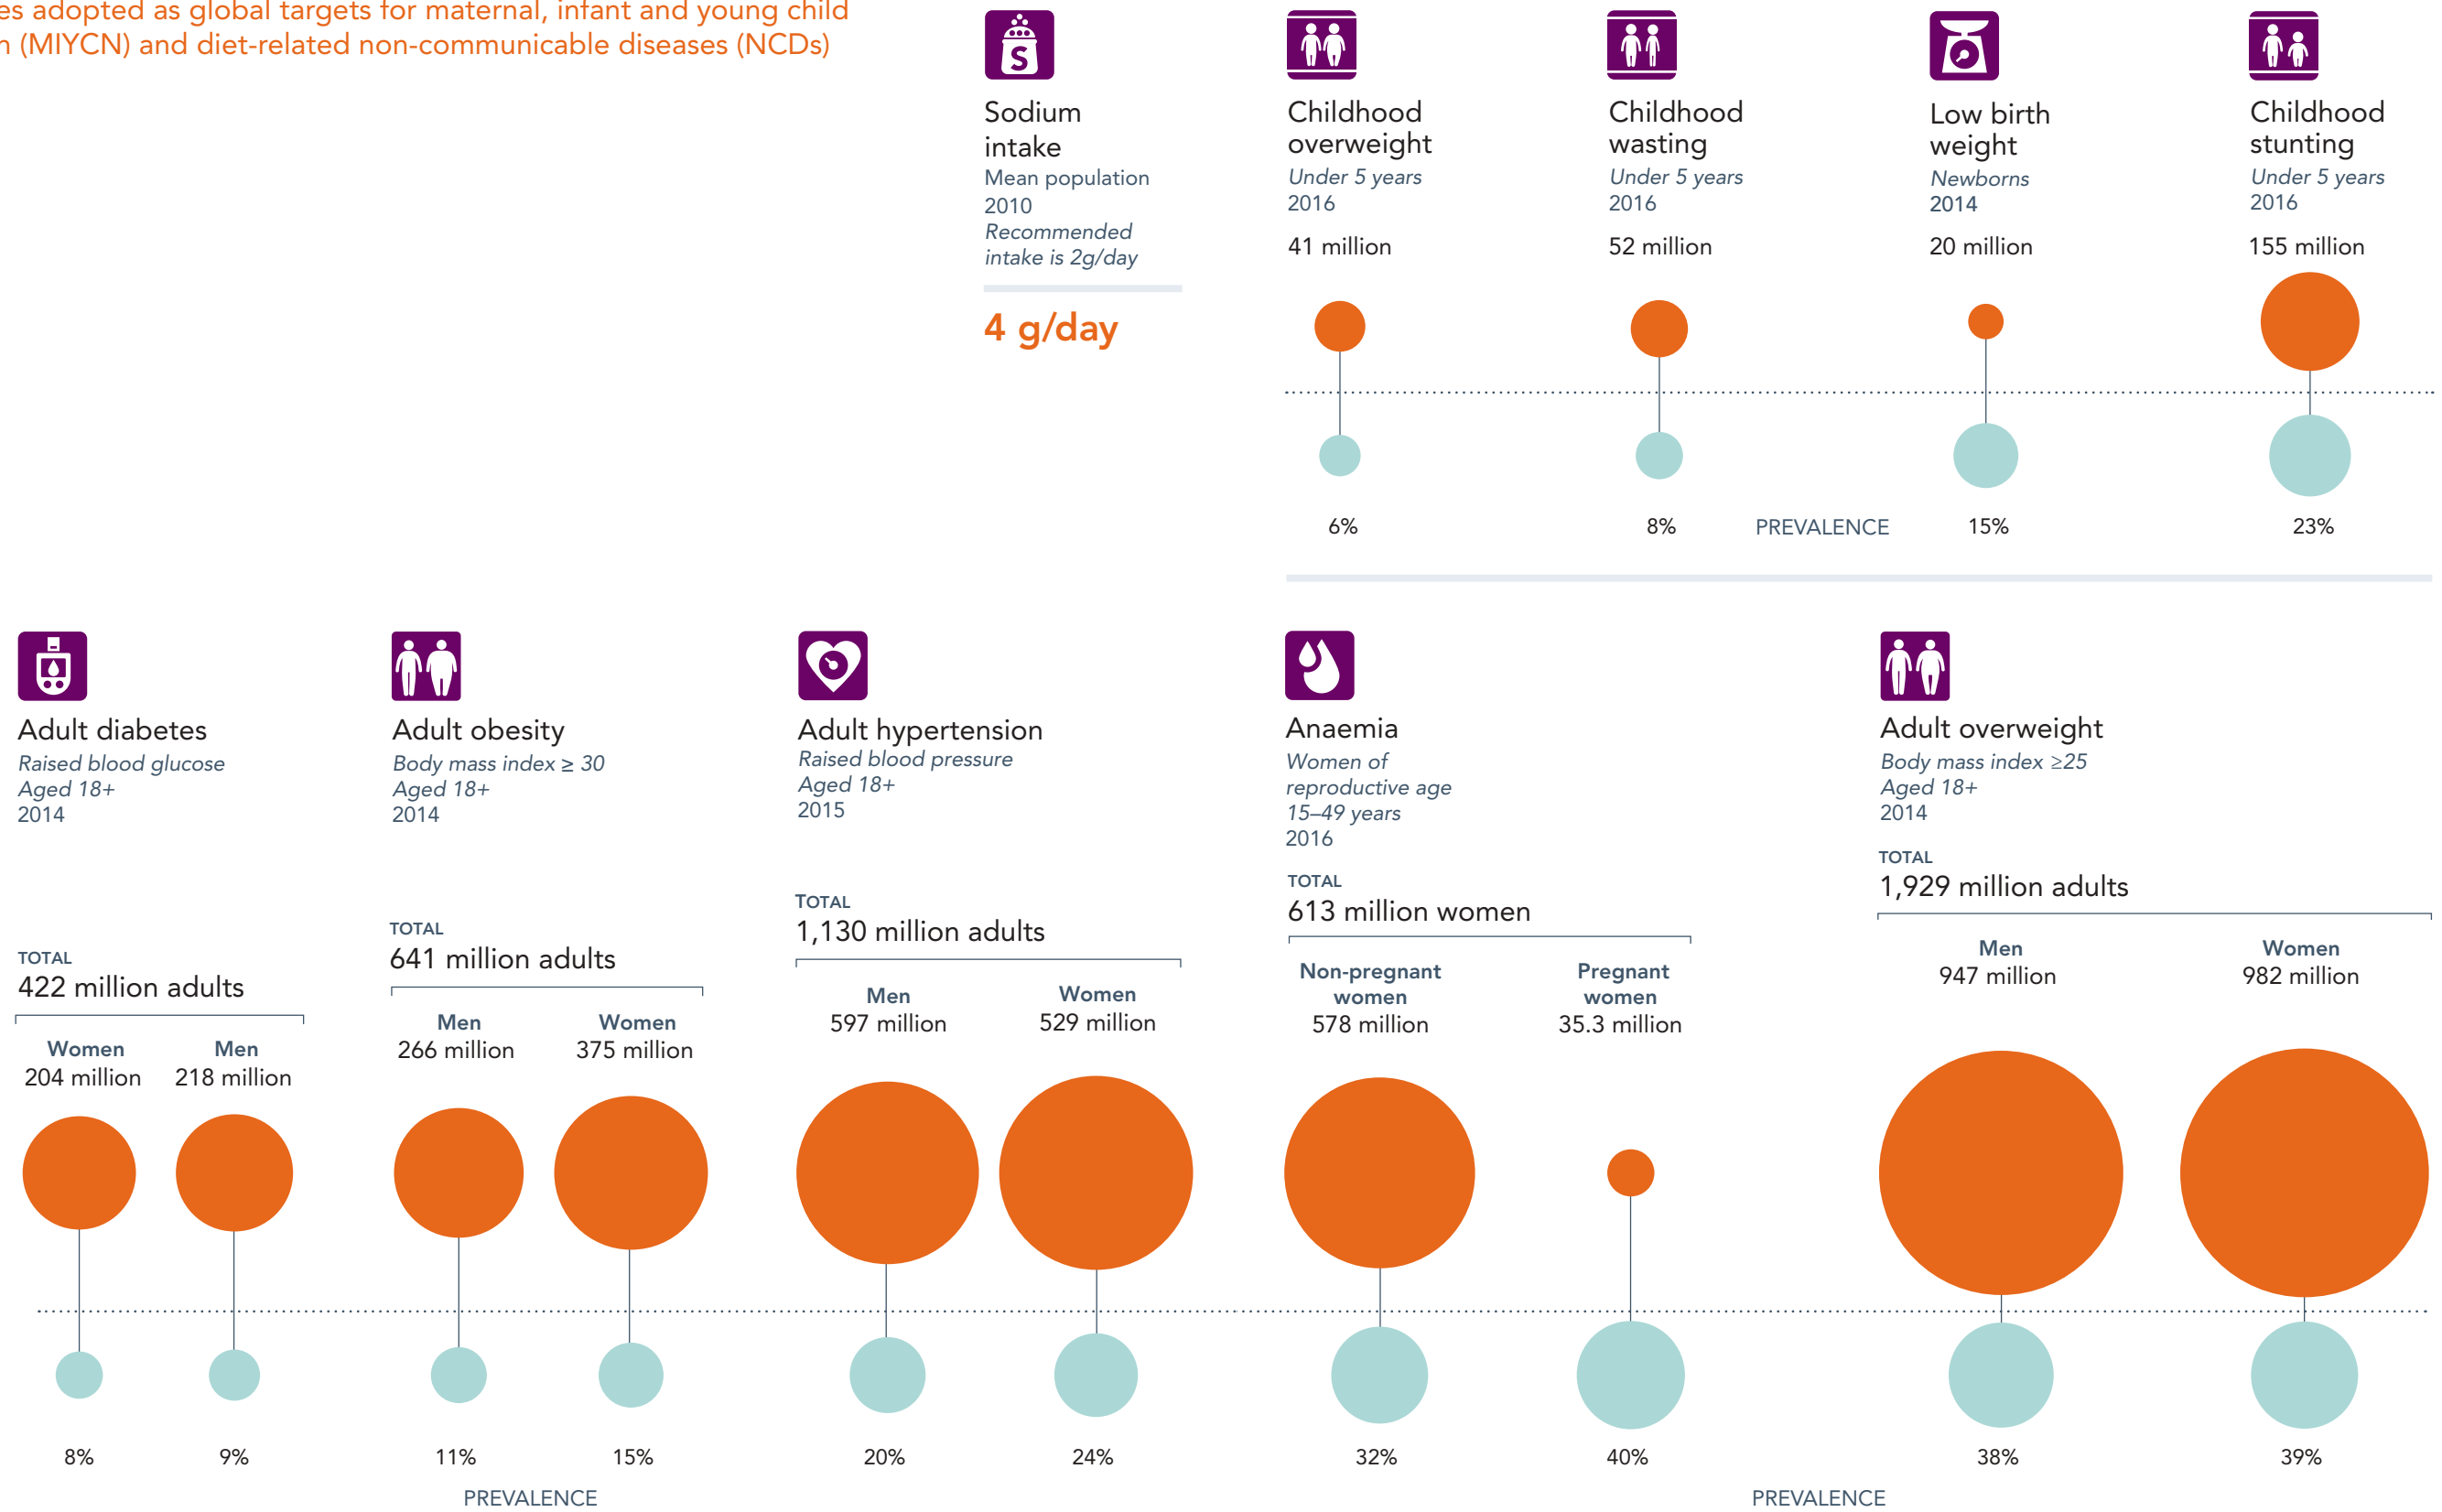 es adopted as global targets for maternal, infant and young child
n (MIYCN) and diet-related non-communicable diseases (NCDs)
S
Sodium
intake
Mean population
2010
Recommended
intake is 2g/day
4 g/day
Childhood
overweight
Under 5 years
2016
41 million
6%
Childhood
wasting
Under 5 years
2016
52 million
8%
PREVALENCE
Low birth
weight
Newborns
2014
20 million
15%
Childhood
stunting
Under 5 years
2016
155 million
23%
Adult diabetes
Raised blood glucose
Aged 18+
2014
TOTAL
422 million adults
Women
204 million
8%
Men
218 million
9%
Adult obesity
Body mass index ≥ 30
Aged 18+
2014
TOTAL
641 million adults
Men
266 million
11%
Women
375 million
15%
PREVALENCE
Adult hypertension
Raised blood pressure
Aged 18+
2015
TOTAL
1,130 million adults
Men
597 million
20%
Women
529 million
24%
Anaemia
Women of
reproductive age
15–49 years
2016
TOTAL
613 million women
Non-pregnant
women
578 million
32%
Pregnant
women
35.3 million
40%
Adult overweight
Body mass index ≥25
Aged 18+
2014
TOTAL
1,929 million adults
Men
947 million
38%
Women
982 million
39%
PREVALENCE